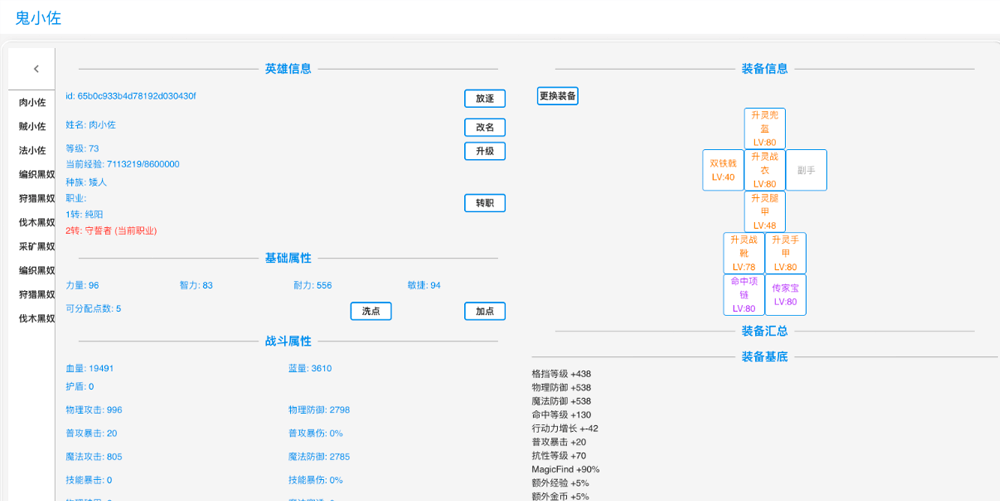 鬼小佐
肉小佐
贼小佐
法小佐
编织黑奴
狩猎黑奴
伐木黑奴
采矿黑奴
编织黑奴
狩猎黑奴
伐木黑奴
英雄信息
id: 65b0c933b4d78192d030430f
放逐
姓名: 肉小佐
改名
等级: 73
升级
当前经验: 7113219/8600000
种族: 矮人
职业:
转职
1转: 纯阳
2转: 守誓者 (当前职业)
基础属性
力量: 96 智力: 83 耐力: 556 敏捷: 94
可分配点数: 5 洗点 加点
战斗属性
血量: 19491 蓝量: 3610
护盾: 0
物理攻击: 996 物理防御: 2798
普攻暴击: 20 普攻暴伤: 0%
魔法攻击: 805 魔法防御: 2785
技能暴击: 0 技能暴伤: 0%
装备信息
更换装备
升灵兜
盔
LV:80
双铁戟
LV:40
升灵战
衣
LV:80
副手
升灵腿
甲
LV:48
升灵战
靴
LV:78
升灵手
甲
LV:80
命中项
链
LV:80
传家宝
LV:80
装备汇总
装备基底
格挡等级 +438
物理防御 +538
魔法防御 +538
命中等级 +130
行动力增长 +-42
普攻暴击 +20
抗性等级 +70
MagicFind +90%
额外经验 +5%
额外金币 +5%